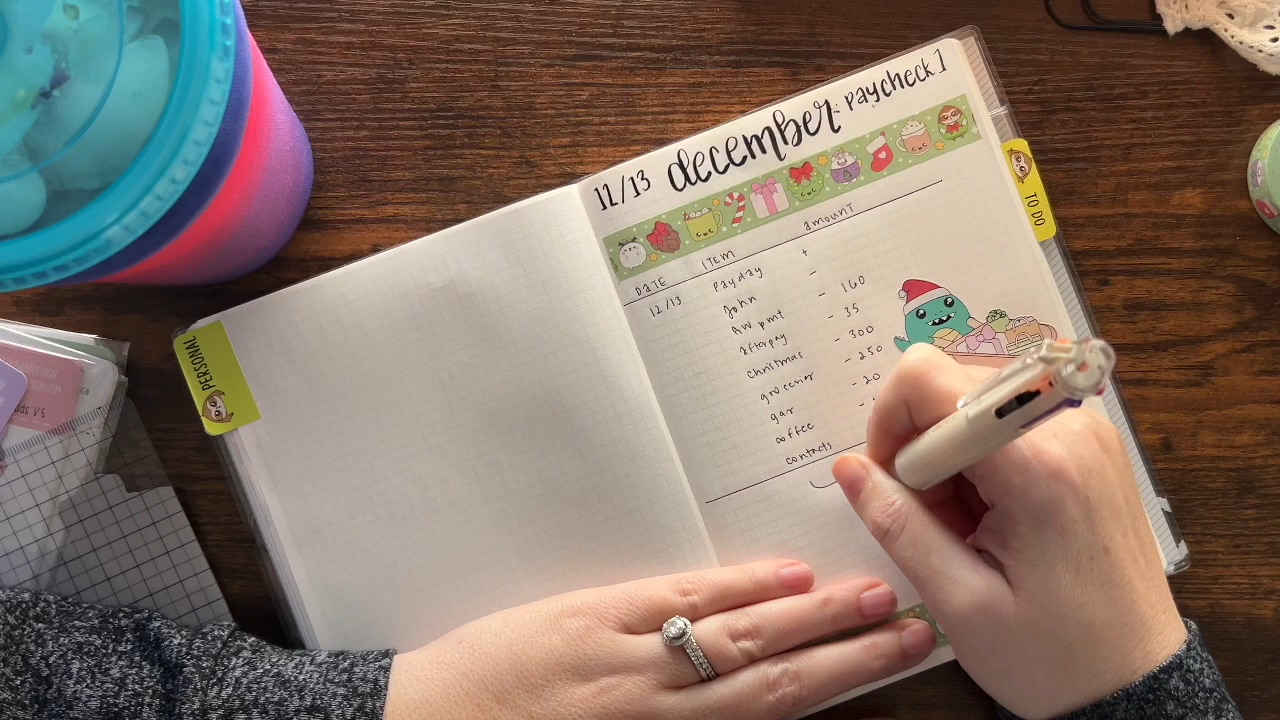 december: paycheck 1
12/13
DATE ITEM amount
12/13 payday +
John -
AW pmt - 160
afterpay - 35
christmas - 300
groceries - 250
gas - 20
coffee -
contacts
TO DO
PERSONAL